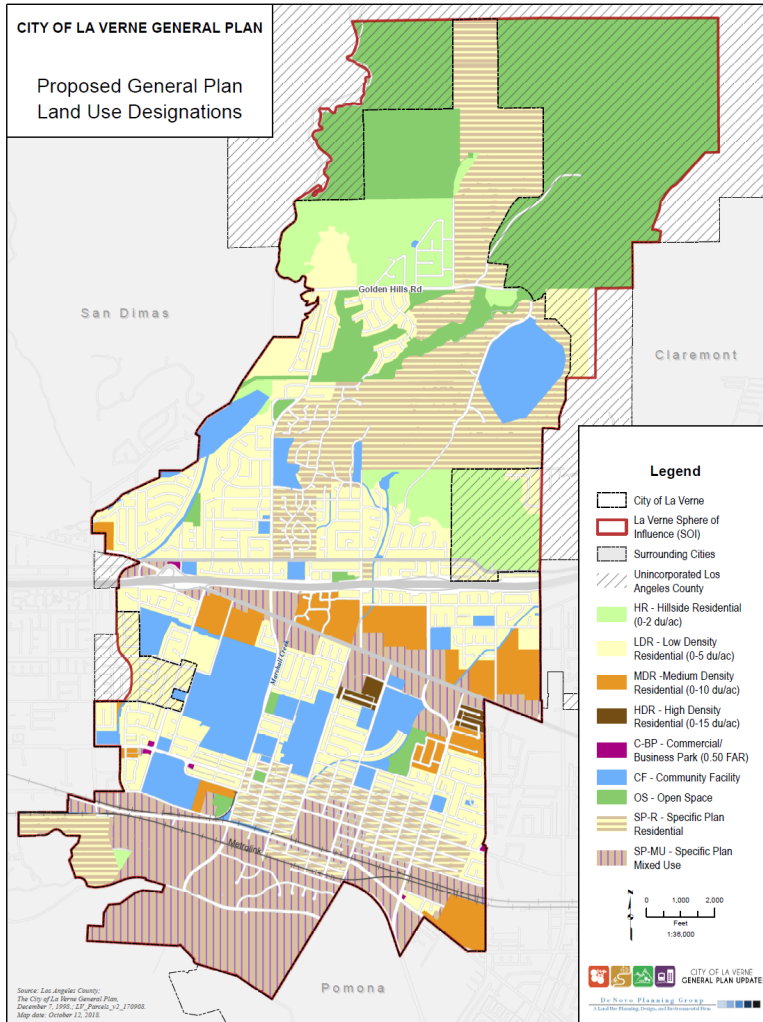 CITY OF LA VERNE GENERAL PLAN
Proposed General Plan
Land Use Designations
San Dimas
Golden Hills Rd
Claremont
Marshall Creek
Metrolink
Pomona
Legend
City of La Verne
La Verne Sphere of
Influence (SOI)
Surrounding Cities
Unincorporated Los
Angeles County
HR - Hillside Residential
(0-2 du/ac)
LDR - Low Density
Residential (0-5 du/ac)
MDR -Medium Density
Residential (0-10 du/ac)
HDR - High Density
Residential (0-15 du/ac)
C-BP - Commercial/
Business Park (0.50 FAR)
CF - Community Facility
OS - Open Space
SP-R - Specific Plan
Residential
SP-MU - Specific Plan
Mixed Use
0 1,000 2,000
Feet
1:36,000
CITY OF LA VERNE
GENERAL PLAN UPDATE
De Novo Planning Group
A Land Use Planning, Design, and Environmental Firm
Source: Los Angeles County;
The City of La Verne General Plan,
December 7, 1998.; LV_Parcels_v2_170908.
Map date: October 12, 2018.